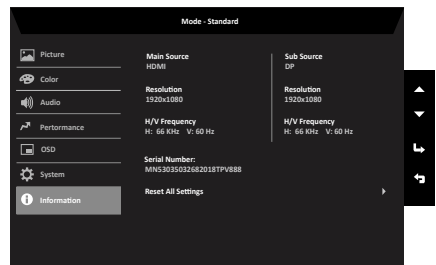 Mode - Standard
Picture
Color
Audio
Pertormance
OSD
System
Information
Main Source
HDMI
Resolution
1920x1080
H/V Frequency
H: 66 KHz V: 60 Hz
Sub Source
DP
Resolution
1920x1080
H/V Frequency
H: 66 KHz V: 60 Hz
Serial Number:
MN53035032682018TPV888
Reset All Settings